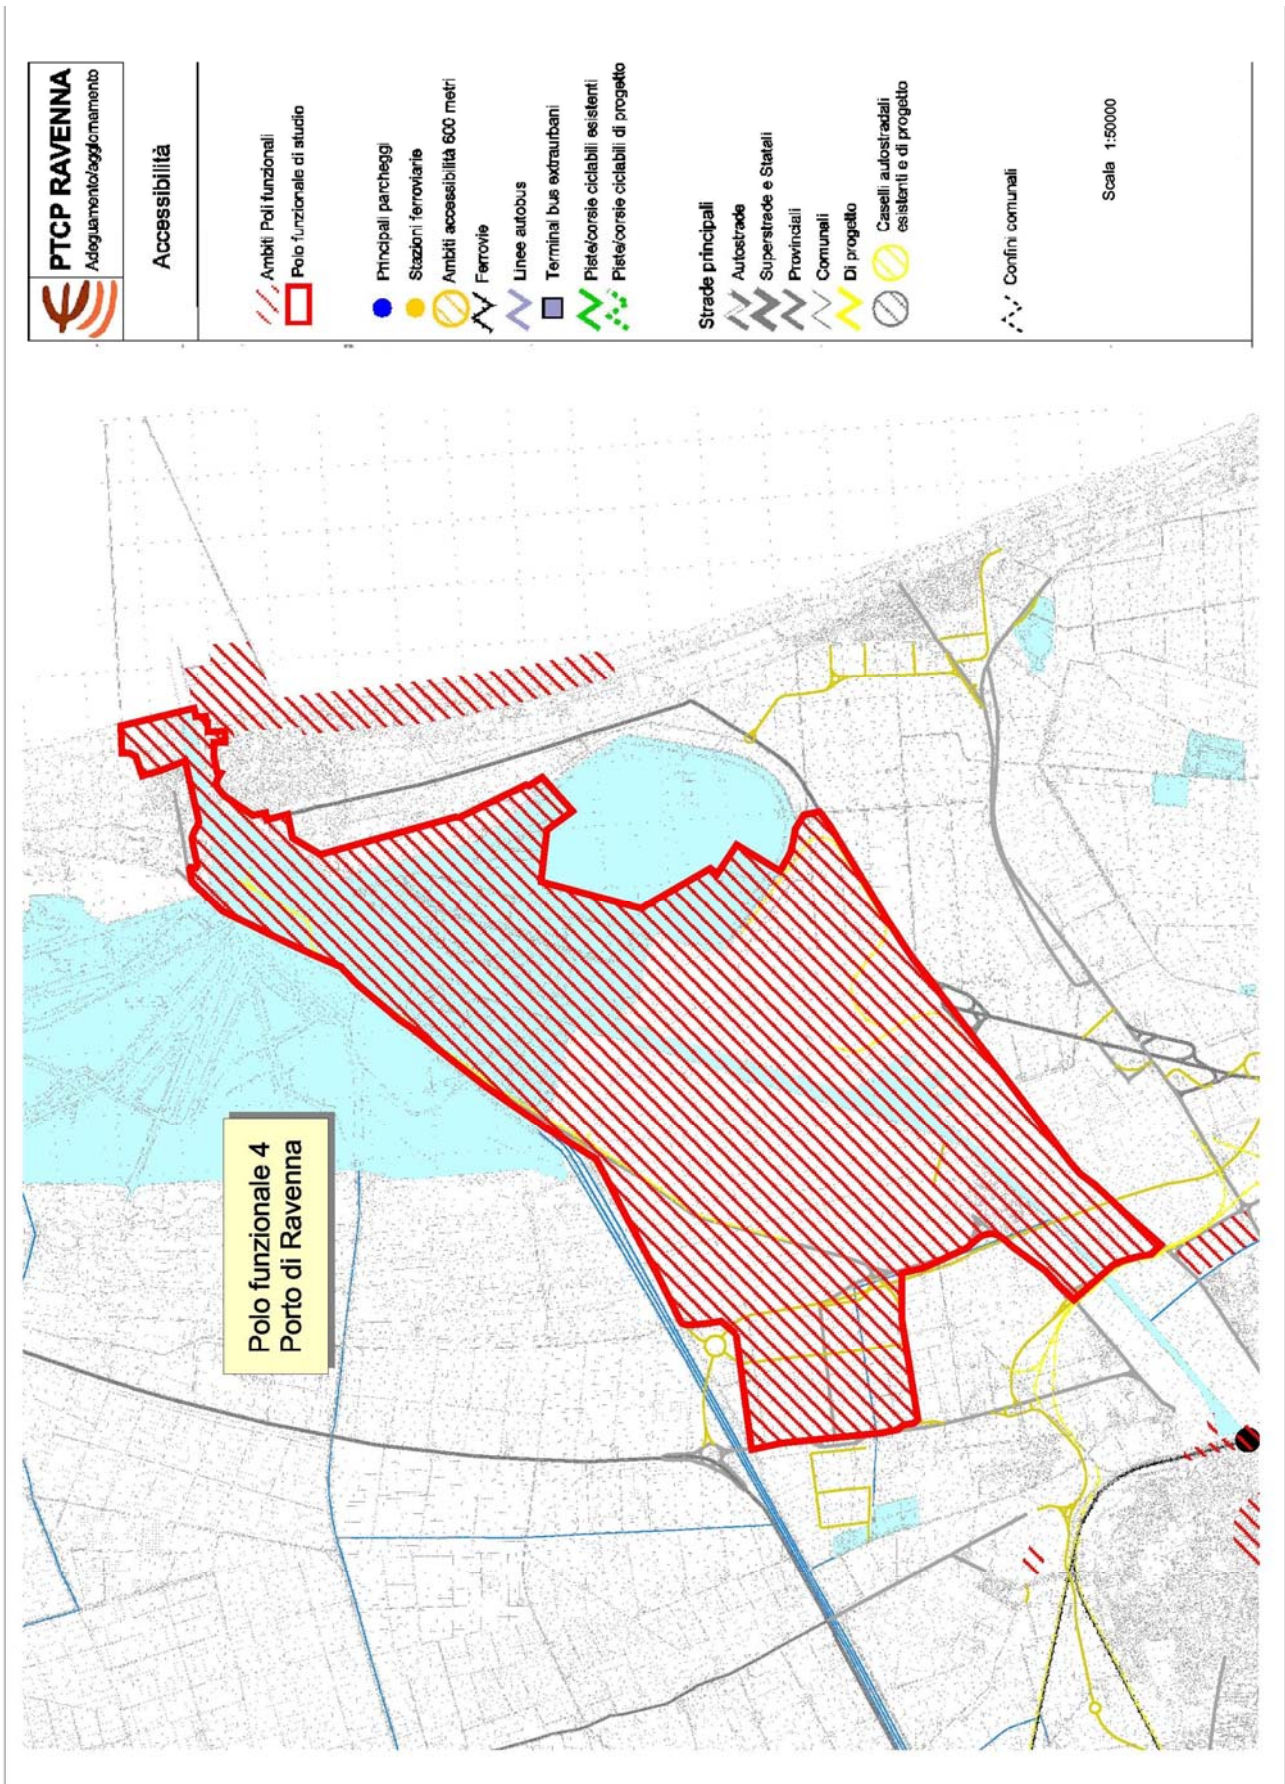 PTCP RAVENNA
Adeguamento/aggiornamento
Accessibilità
Ambiti Poli funzionali
Polo funzionale di studio
Principali parcheggi
Stazioni ferroviarie
Ambiti accessibilità 600 metri
Ferrovie
Linee autobus
Terminal bus extraurbani
Piste/corsie ciclabili esistenti
Piste/corsie ciclabili di progetto
Strade principali
Autostrade
Superstrade e Statali
Provinciali
Comunali
Di progetto
Caselli autostradali
esistenti e di progetto
Confini comunali
Scala 1:50000
Polo funzionale 4
Porto di Ravenna